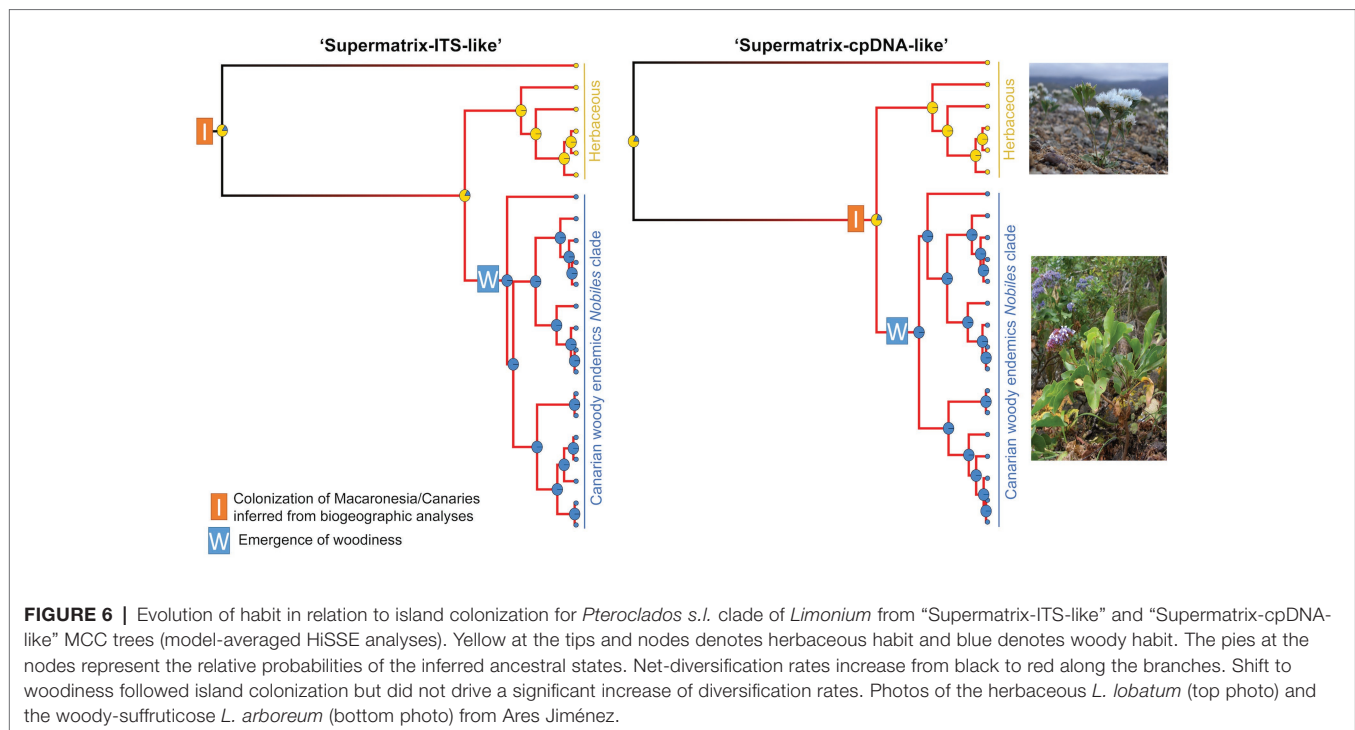 'Supermatrix-ITS-like'
'Supermatrix-cpDNA-like'
I
W
Herbaceous
Canarian woody endemics Nobiles clade
I
W
Herbaceous
Canarian woody endemics Nobiles clade
I Colonization of Macaronesia/Canaries
inferred from biogeographic analyses
W Emergence of woodiness
FIGURE 6 | Evolution of habit in relation to island colonization for Pteroclados s.l. clade of Limonium from “Supermatrix-ITS-like” and “Supermatrix-cpDNA-
like” MCC trees (model-averaged HiSSE analyses). Yellow at the tips and nodes denotes herbaceous habit and blue denotes woody habit. The pies at the
nodes represent the relative probabilities of the inferred ancestral states. Net-diversification rates increase from black to red along the branches. Shift to
woodiness followed island colonization but did not drive a significant increase of diversification rates. Photos of the herbaceous L. lobatum (top photo) and
the woody-suffruticose L. arboreum (bottom photo) from Ares Jiménez.